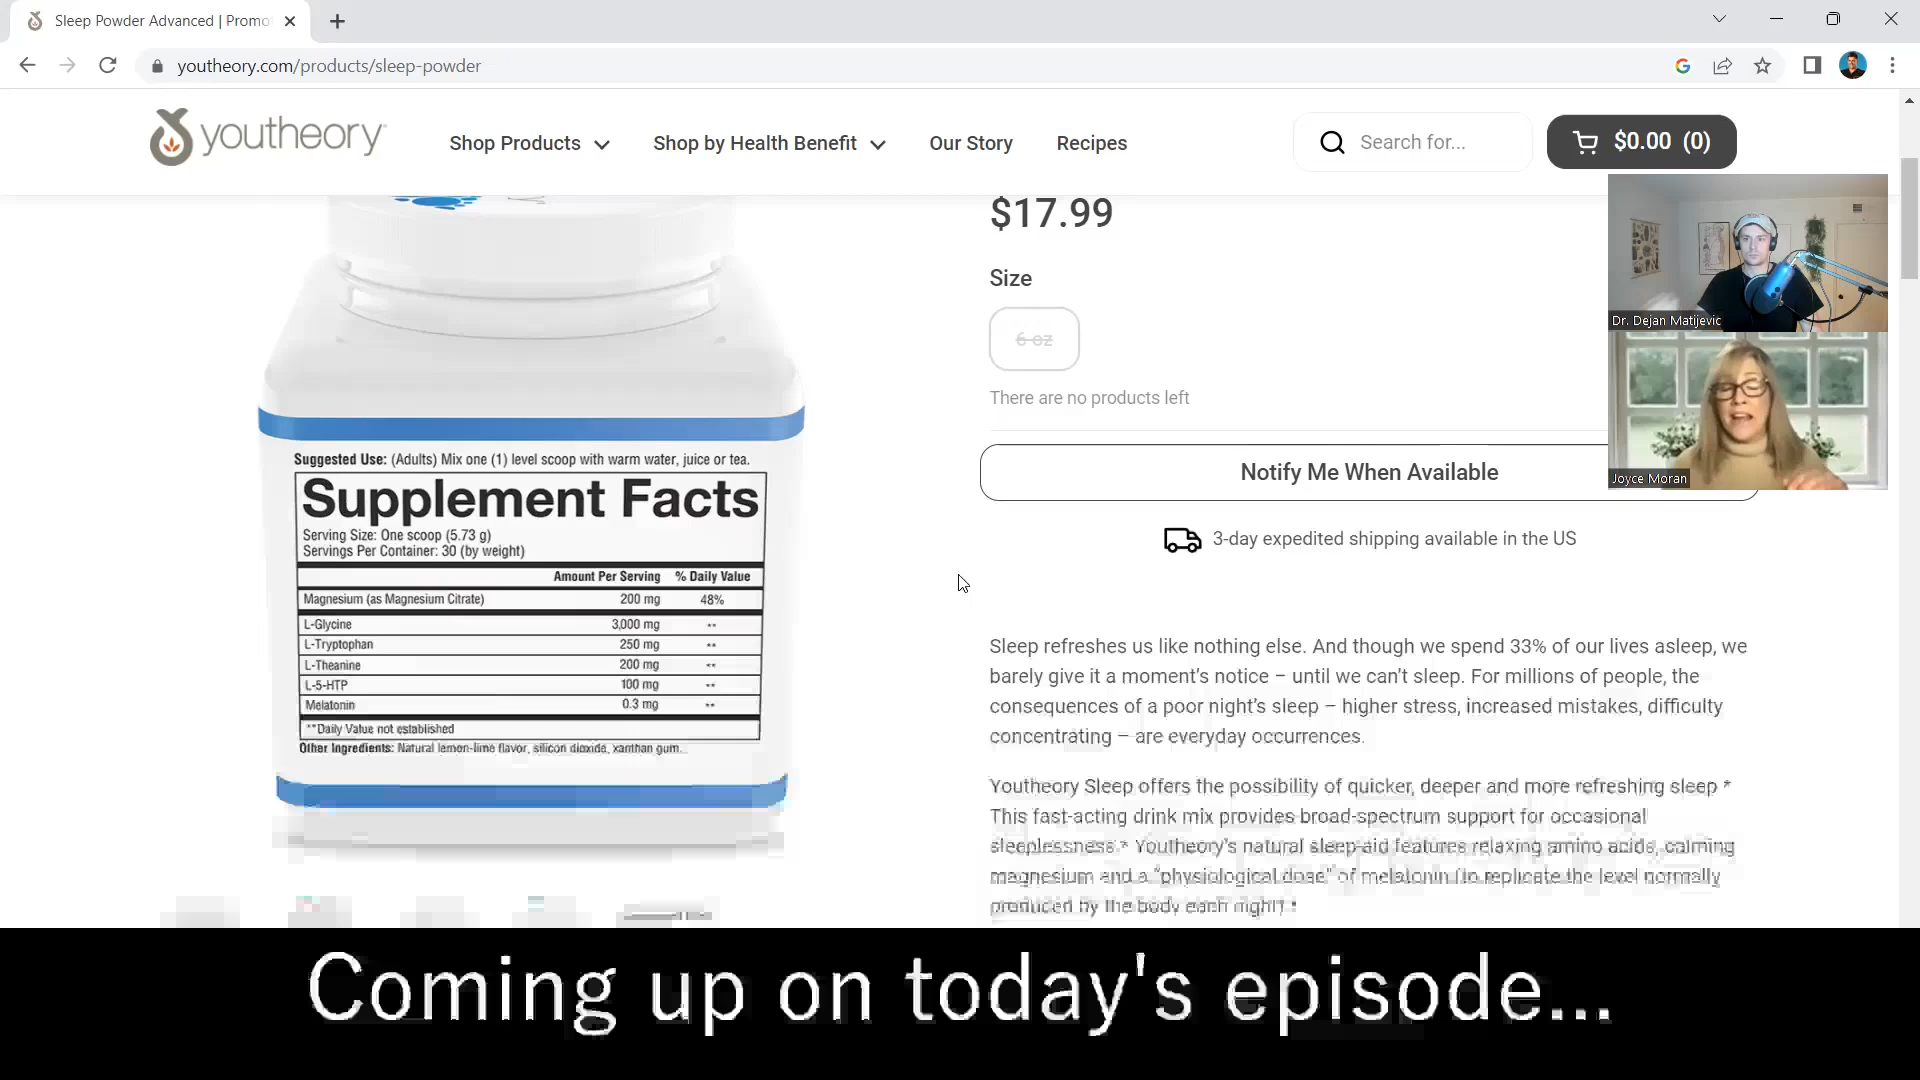 Sleep Powder Advanced | Promo
youtheory.com/products/sleep-powder
youtheory
Shop Products
Shop by Health Benefit
Our Story
Recipes
Search for...
$0.00 (0)
$17.99
Size
6 oz
There are no products left
Notify Me When Available
3-day expedited shipping available in the US
Dr. Dejan Matijevic
Joyce Moran
Suggested Use: (Adults) Mix one (1) level scoop with warm water, juice or tea.
Supplement Facts
Serving Size: One scoop (5.73 g)
Servings Per Container: 30 (by weight)
Amount Per Serving % Daily Value
Magnesium (as Magnesium Citrate) 200 mg 48%
L-Glycine 3,000 mg **
L-Tryptophan 250 mg **
L-Theanine 200 mg **
L-5-HTP 100 mg **
Melatonin 0.3 mg **
**Daily Value not established
Other Ingredients: Natural lemon-lime flavor, silicon dioxide, xanthan gum.
Sleep refreshes us like nothing else. And though we spend 33% of our lives asleep, we
barely give it a moment's notice – until we can't sleep. For millions of people, the
consequences of a poor night's sleep – higher stress, increased mistakes, difficulty
concentrating – are everyday occurrences.
Youtheory Sleep offers the possibility of quicker, deeper and more refreshing sleep *
This fast-acting drink mix provides broad-spectrum support for occasional
sleeplessness.* Youtheory's natural sleep aid features relaxing amino acids, calming
magnesium and a "physiological dose" of melatonin (to replicate the level normally
produced by the body each night).*
Coming up on today's episode...